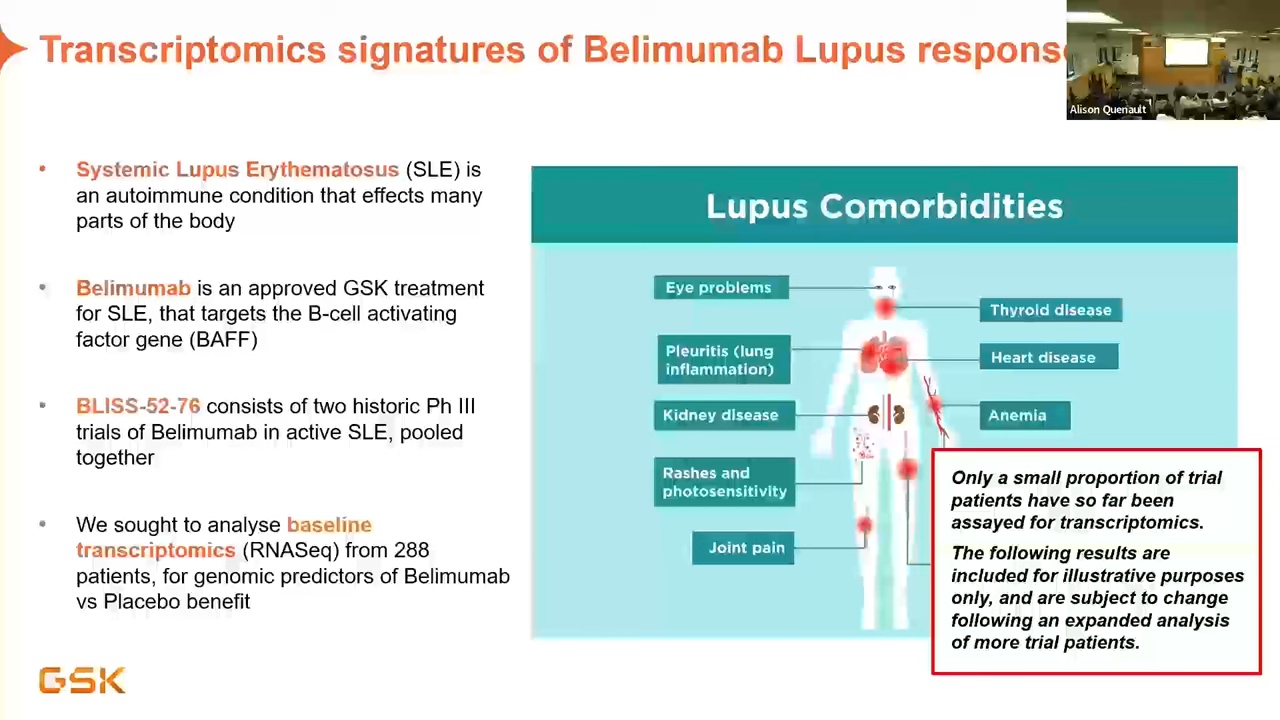 Transcriptomics signatures of Belimumab Lupus respons
Alison Quenault
• Systemic Lupus Erythematosus (SLE) is
an autoimmune condition that effects many
parts of the body
• Belimumab is an approved GSK treatment
for SLE, that targets the B-cell activating
factor gene (BAFF)
• BLISS-52-76 consists of two historic Ph III
trials of Belimumab in active SLE, pooled
together
• We sought to analyse baseline
transcriptomics (RNASeq) from 288
patients, for genomic predictors of Belimumab
vs Placebo benefit
Lupus Comorbidities
Eye problems
Thyroid disease
Pleuritis (lung
inflammation)
Heart disease
Kidney disease
Anemia
Rashes and
photosensitivity
Joint pain
Only a small proportion of trial
patients have so far been
assayed for transcriptomics.
The following results are
included for illustrative purposes
only, and are subject to change
following an expanded analysis
of more trial patients.
GSK